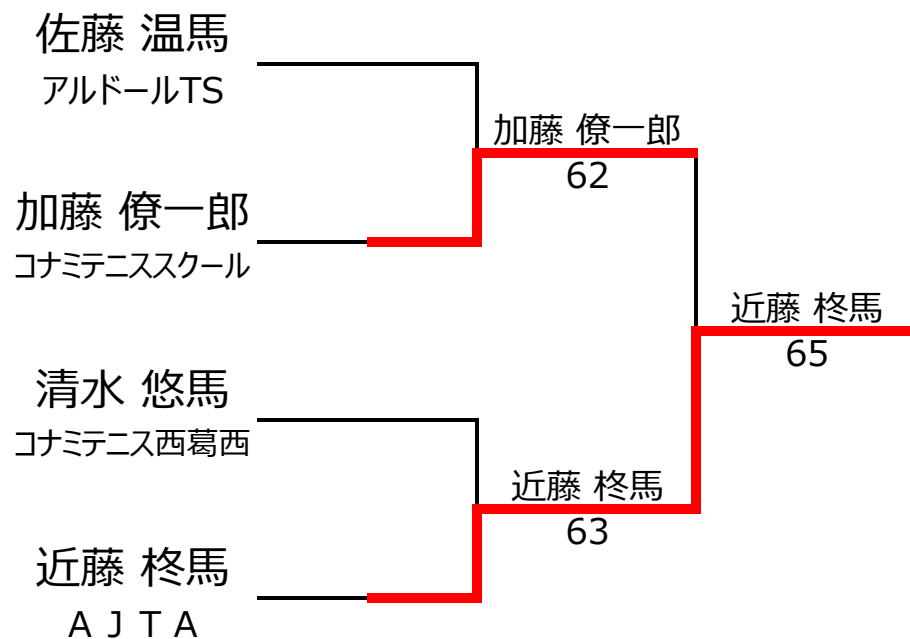 佐藤 温馬
アルドールTS
加藤 僚一郎
62
加藤 僚一郎
コナミテニススクール
近藤 柊馬
65
清水 悠馬
コナミテニス西葛西
近藤 柊馬
63
近藤 柊馬
ＡＪＴＡ